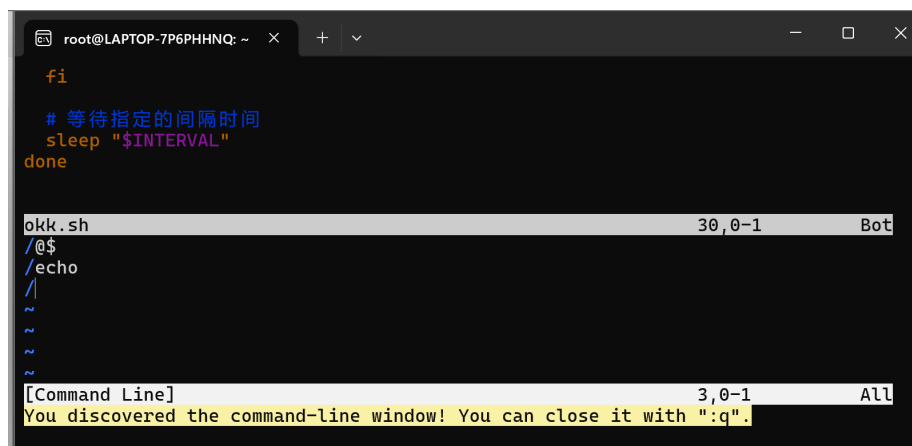 root@LAPTOP-7P6PHHNQ: ~
fi
# 等待指定的间隔时间
sleep "$INTERVAL"
done
okk.sh 30,0-1 Bot
/@$
/echo
/
~
~
~
~
[Command Line] 3,0-1 All
You discovered the command-line window! You can close it with ":q".